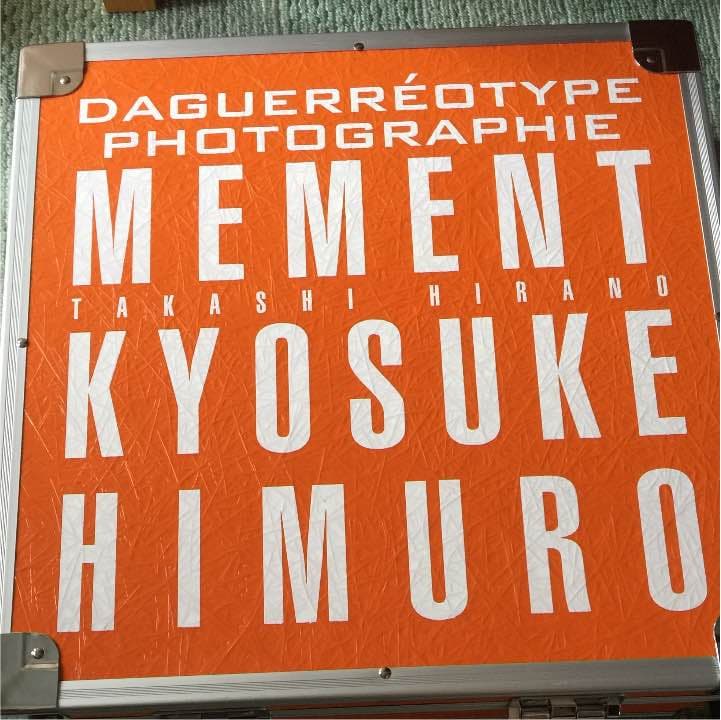 DAGUERRÉOTYPE
PHOTOGRAPHIE
MEMENT
TAKASHI HIRANO
KYOSUKE
HIMURO